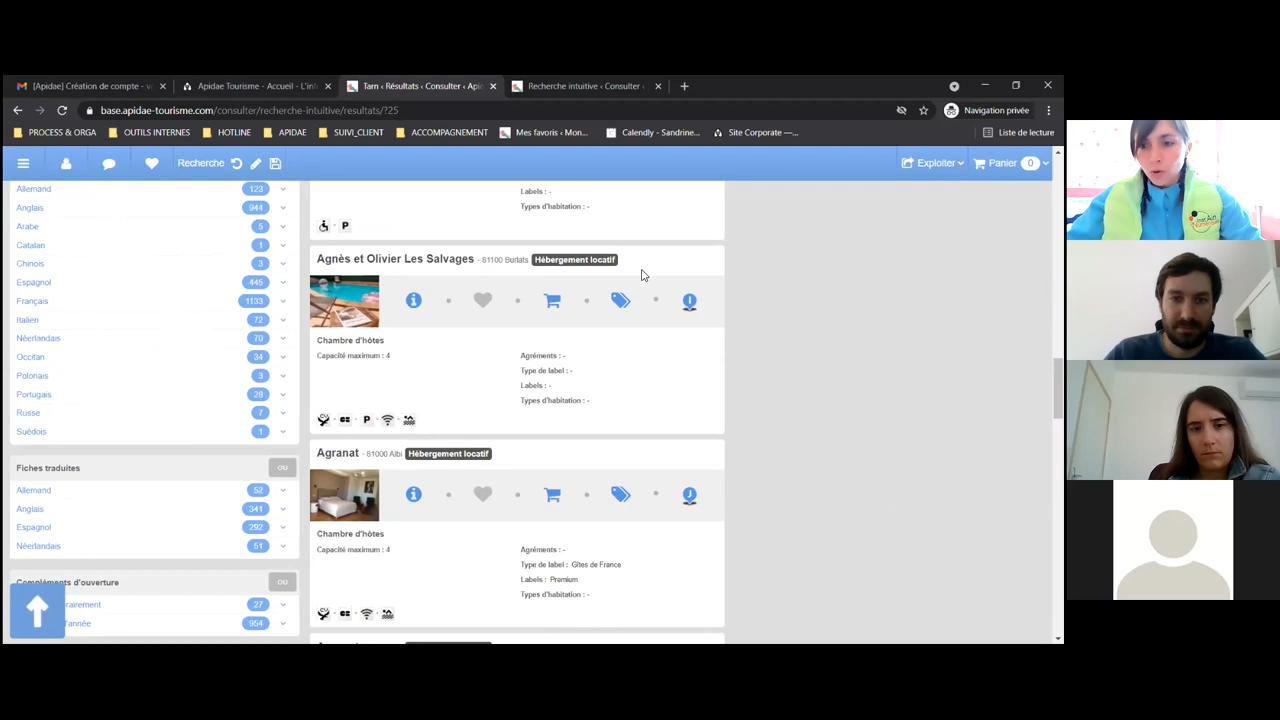 [Apidae] Création de compte - v
Apidae Tourisme - Accueil - L'int
Tarn ‹ Résultats ‹ Consulter ‹ Apic
Recherche intuitive ‹ Consulter ‹
base.apidae-tourisme.com/consulter/recherche-intuitive/resultats/?25
Navigation privée
PROCESS & ORGA
OUTILS INTERNES
HOTLINE
APIDAE
SUIVI_CLIENT
ACCOMPAGNEMENT
Mes favoris ‹ Mon...
Calendly - Sandrine...
Site Corporate —...
Liste de lecture
Recherche
Exploiter
Panier 0
Allemand 123
Anglais 944
Arabe 5
Catalan 1
Chinois 3
Espagnol 445
Français 1133
Italien 72
Néerlandais 70
Occitan 34
Polonais 3
Portugais 28
Russe 7
Suédois 1
Fiches traduites OU
Allemand 52
Anglais 341
Espagnol 292
Néerlandais 51
Compléments d'ouverture OU
rairement 27
'année 954
Labels : -
Types d'habitation : -
P
Agnès et Olivier Les Salvages - 81100 Burlats Hébergement locatif
I
Chambre d'hôtes
Capacité maximum : 4
Agréments : -
Type de label : -
Labels : -
Types d'habitation : -
P
Agranat - 81000 Albi Hébergement locatif
J
Chambre d'hôtes
Capacité maximum : 4
Agréments : -
Type de label : Gîtes de France
Labels : Premium
Types d'habitation : -